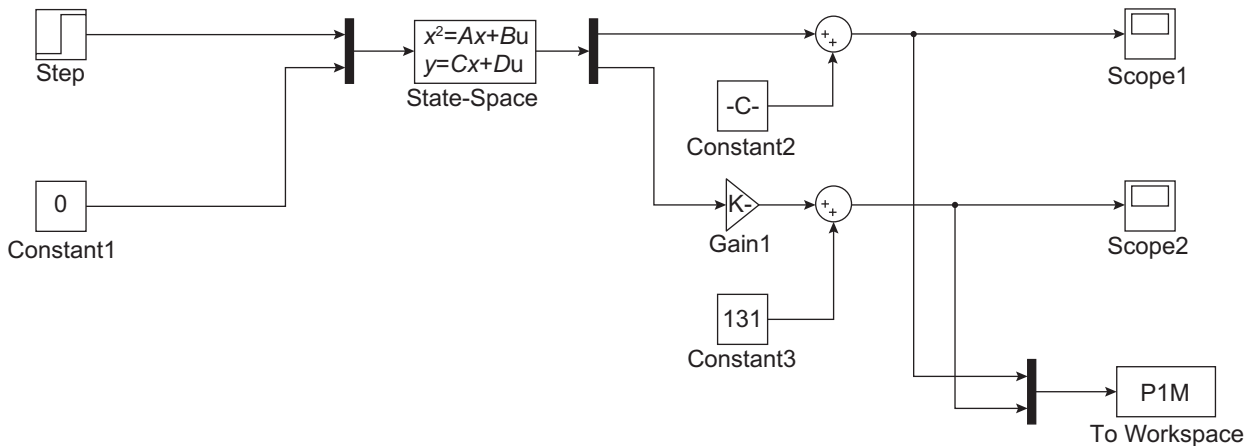 Step
x²=Ax+Bu
y=Cx+Du
State-Space
+
+
-C-
Constant2
Scope1
0
Constant1
K-
Gain1
+
+
Scope2
131
Constant3
P1M
To Workspace